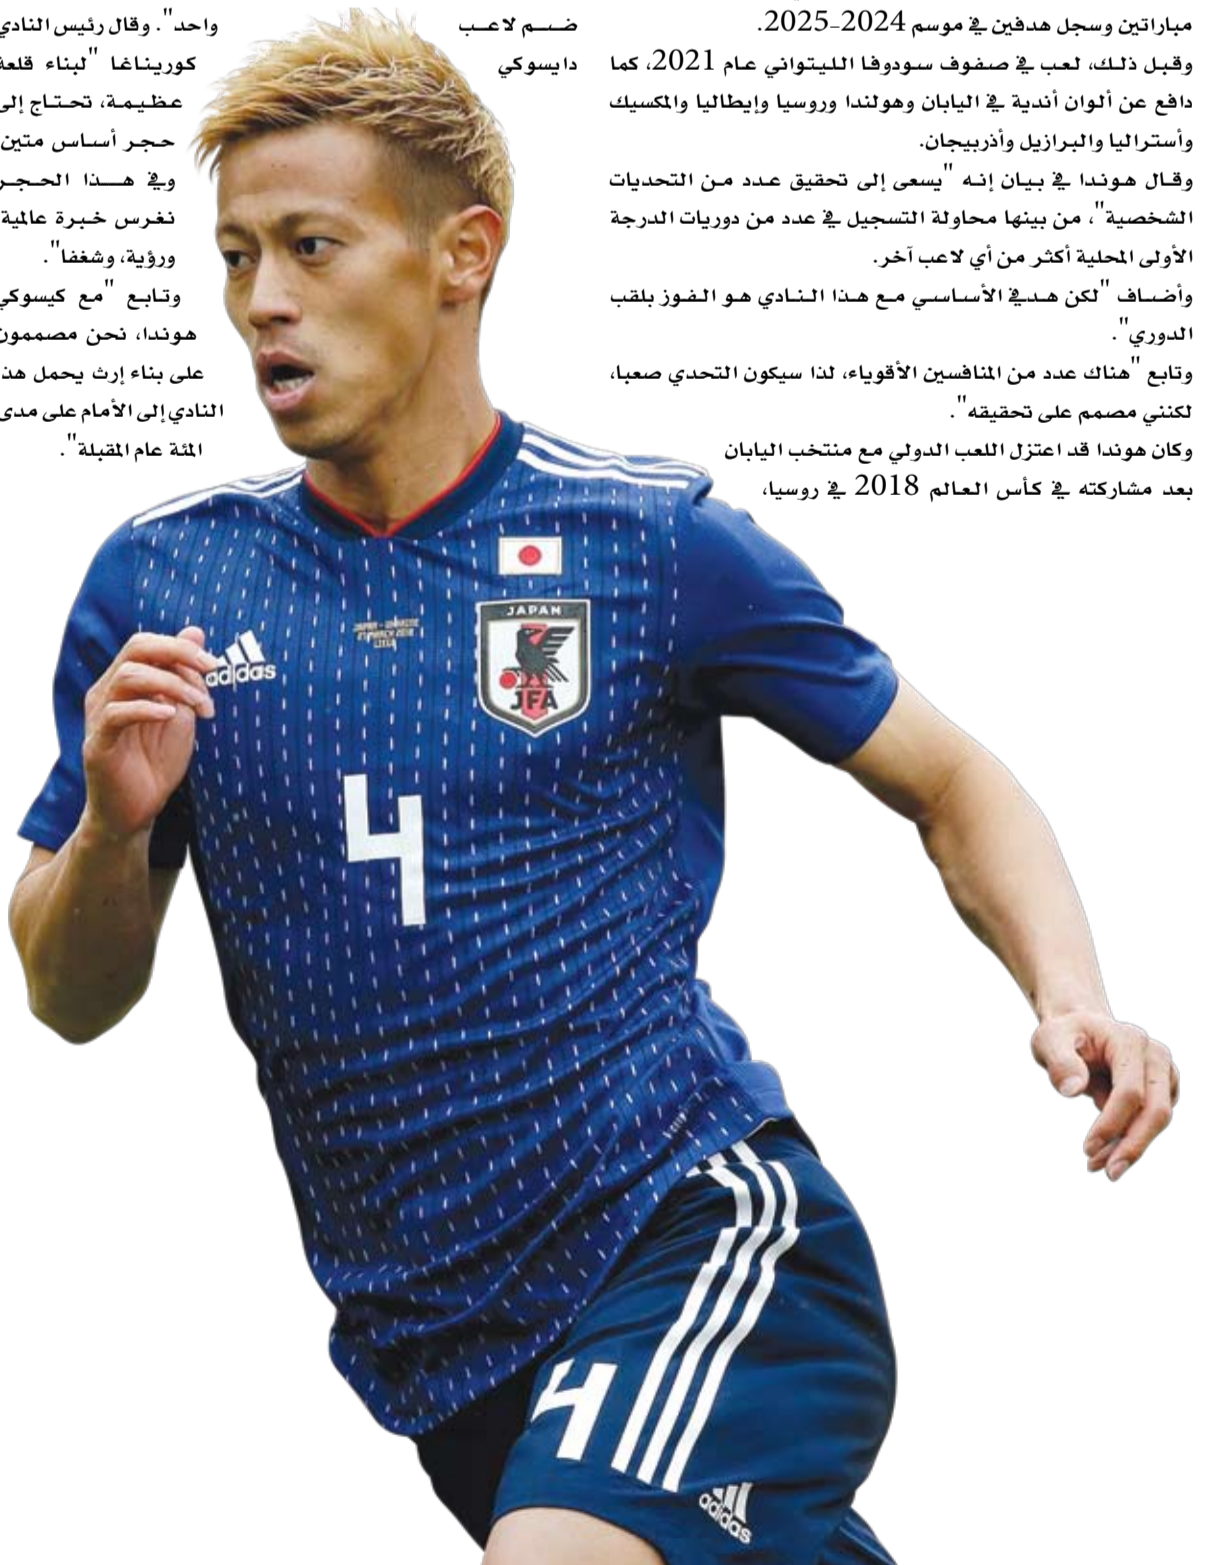 مباراتين وسجل هدفين في موسم 2024-2025.
وقبل ذلك، لعب في صفوف سودوفا الليتواني عام 2021، كما
دافع عن ألوان أندية في اليابان وهولندا وروسيا وإيطاليا والمكسيك
وأستراليا والبرازيل وأذربيجان.
وقال هوندا في بيان إنه "يسعى إلى تحقيق عدد من التحديات
الشخصية"، من بينها محاولة التسجيل في عدد من دوريات الدرجة
الأولى المحلية أكثر من أي لاعب آخر.
وأضاف "لكن هدفي الأساسي مع هذا النادي هو الفوز بلقب
الدوري".
وتابع "هناك عدد من المنافسين الأقوياء، لذا سيكون التحدي صعبا،
لكنني مصمم على تحقيقه".
وكان هوندا قد اعتزل اللعب الدولي مع منتخب اليابان
بعد مشاركته في كأس العالم 2018 في روسيا،
ضم لاعب
دايسوكي
واحد". وقال رئيس النادي
كوريناغا "لبناء قلعة
عظيمة، تحتاج إلى
حجر أساس متين
وفي هذا الحجر
نغرس خبرة عالمية
ورؤية، وشغفا".
وتابع "مع كيسوكي
هوندا، نحن مصممون
على بناء إرث يحمل هذ
النادي إلى الأمام على مدى
المئة عام المقبلة".
JAPAN
JFA
adidas
4
4
adidas